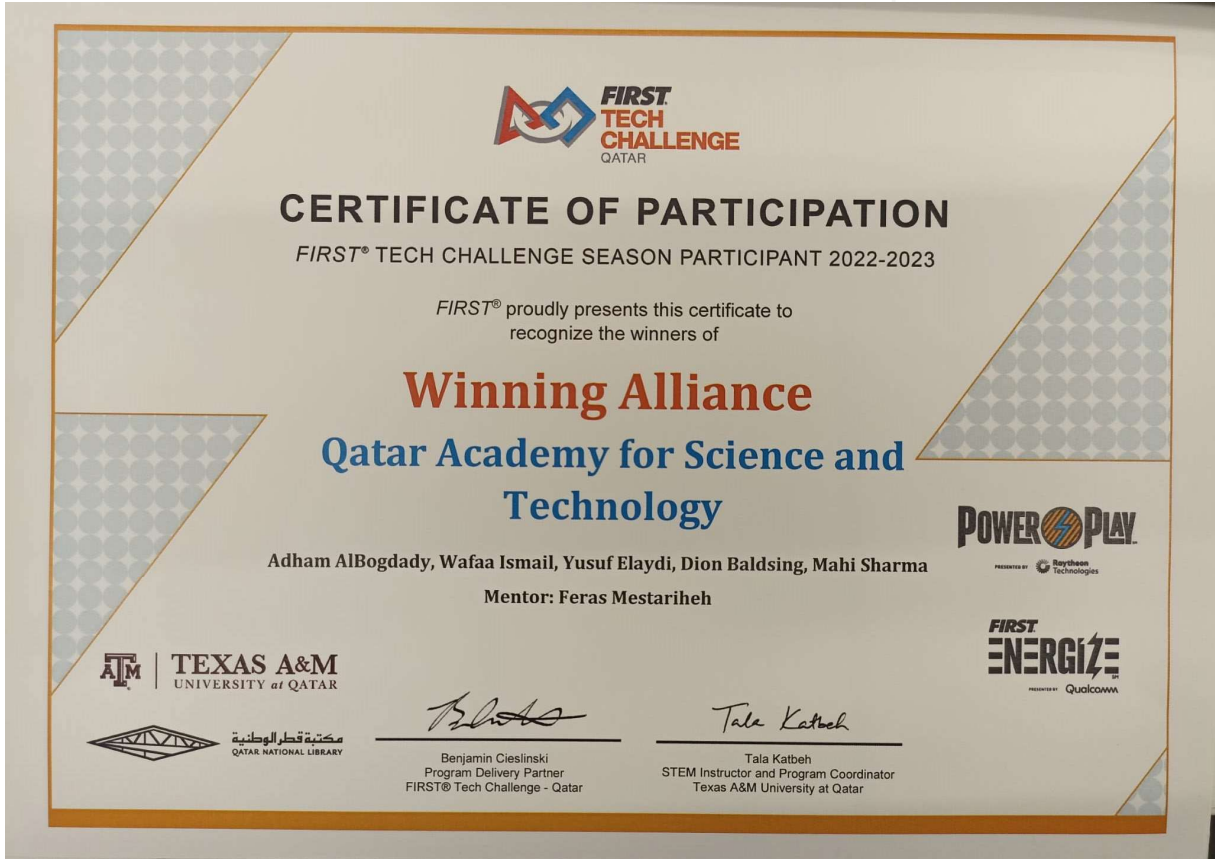 FIRST®
TECH
CHALLENGE
QATAR
CERTIFICATE OF PARTICIPATION
FIRST® TECH CHALLENGE SEASON PARTICIPANT 2022-2023
FIRST® proudly presents this certificate to
recognize the winners of
Winning Alliance
Qatar Academy for Science and
Technology
Adham AlBogdady, Wafaa Ismail, Yusuf Elaydi, Dion Baldsing, Mahi Sharma
Mentor: Feras Mestariheh
POWER PLAY
PRESENTED BY Raytheon
Technologies
FIRST
ENERGIZE
PRESENTED BY Qualcomm
ATM TEXAS A&M
UNIVERSITY at QATAR
مكتبة قطر الوطنية
QATAR NATIONAL LIBRARY
Tala Katbeh
Benjamin Cieslinski
Program Delivery Partner
FIRST® Tech Challenge - Qatar
Tala Katbeh
STEM Instructor and Program Coordinator
Texas A&M University at Qatar